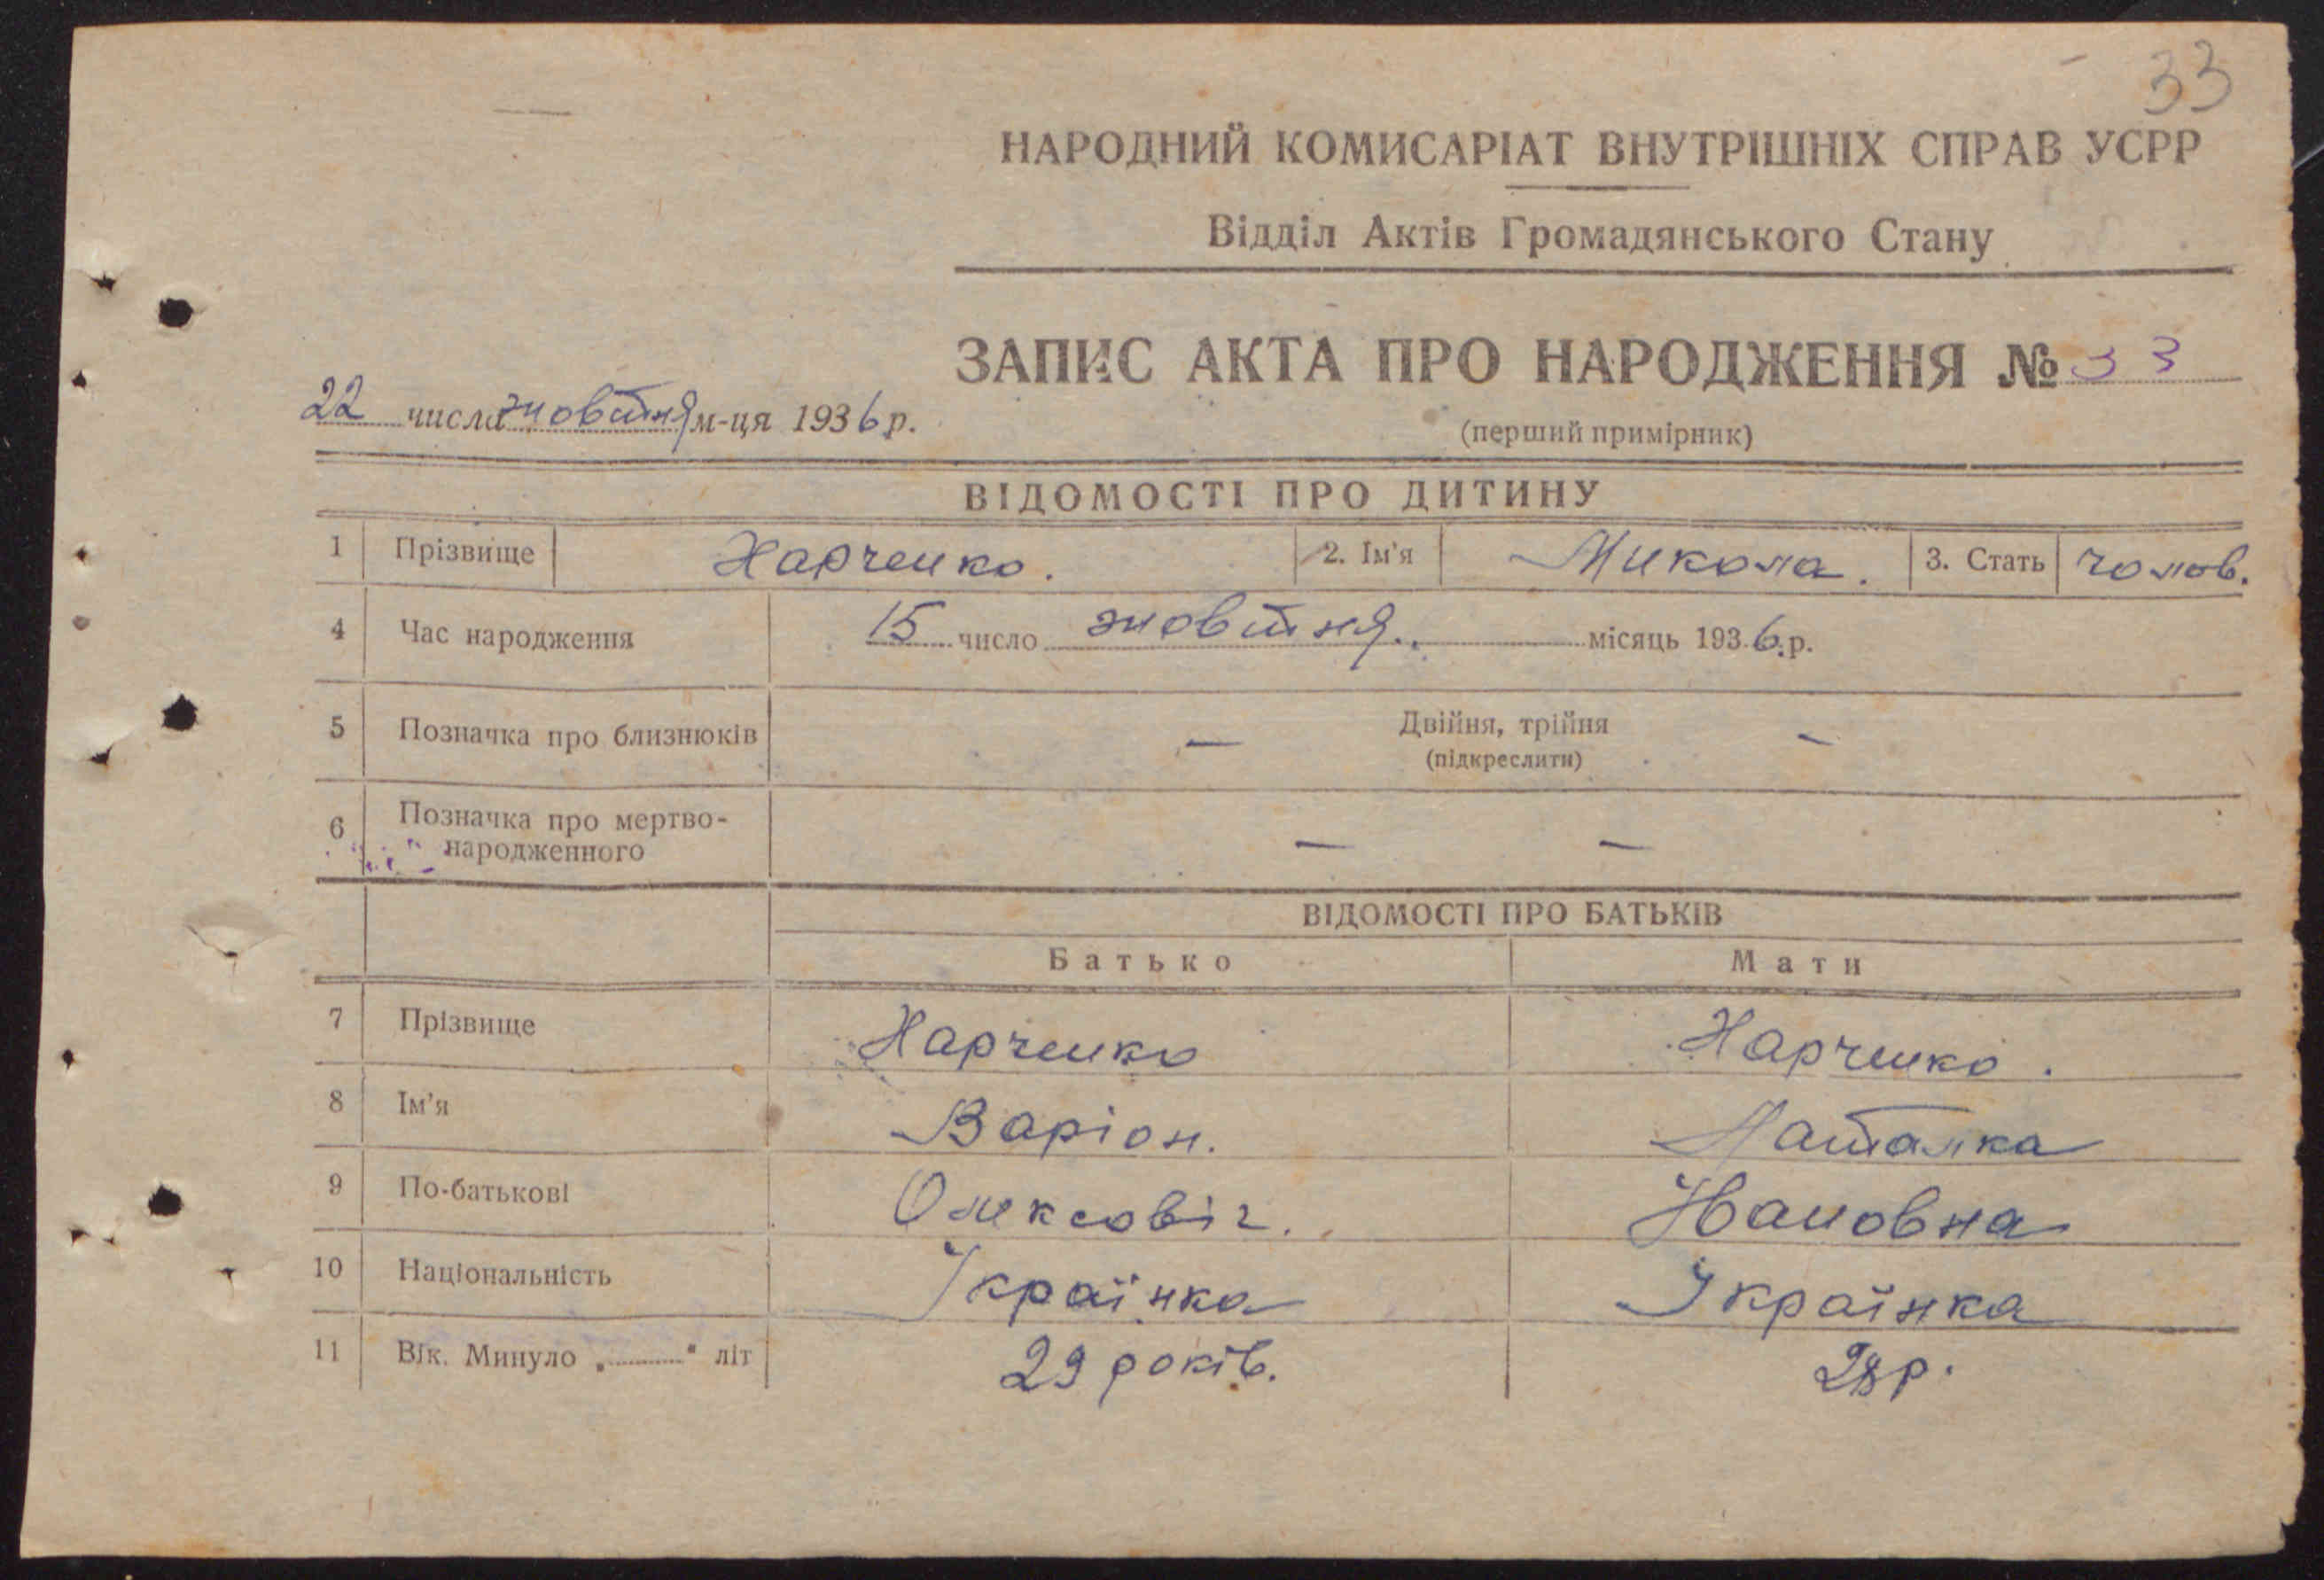 33
НАРОДНИЙ КОМИСАРІАТ ВНУТРІШНІХ СПРАВ УСРР
Відділ Актів Громадянського Стану
ЗАПИС АКТА ПРО НАРОДЖЕННЯ № 33
22 числа жовтня м-ця 1936 р.
(перший примірник)
ВІДОМОСТІ ПРО ДИТИНУ
1 Прізвище Харченко. 2. Ім'я Микола. 3. Стать чолов.
4 Час народження 15 число жовтня. місяць 1936 р.
5 Позначка про близнюків — Двійня, трійня —
(підкреслити)
6 Позначка про мертво-
народженного — —
ВІДОМОСТІ ПРО БАТЬКІВ
Батько Мати
7 Прізвище Харченко Харченко.
8 Ім'я Варіон. Наталка
9 По-батькові Олексовіч. Івановна
10 Національність Українка Українка
11 Вік. Минуло „ “ літ 29 років. 28 р.